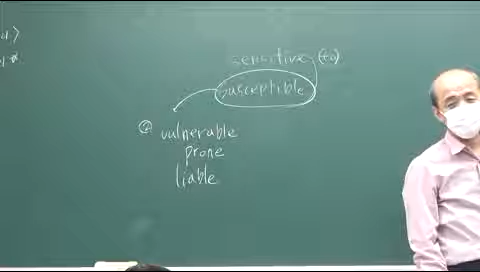 sensitive (to)
susceptible
vulnerable
prone
liable